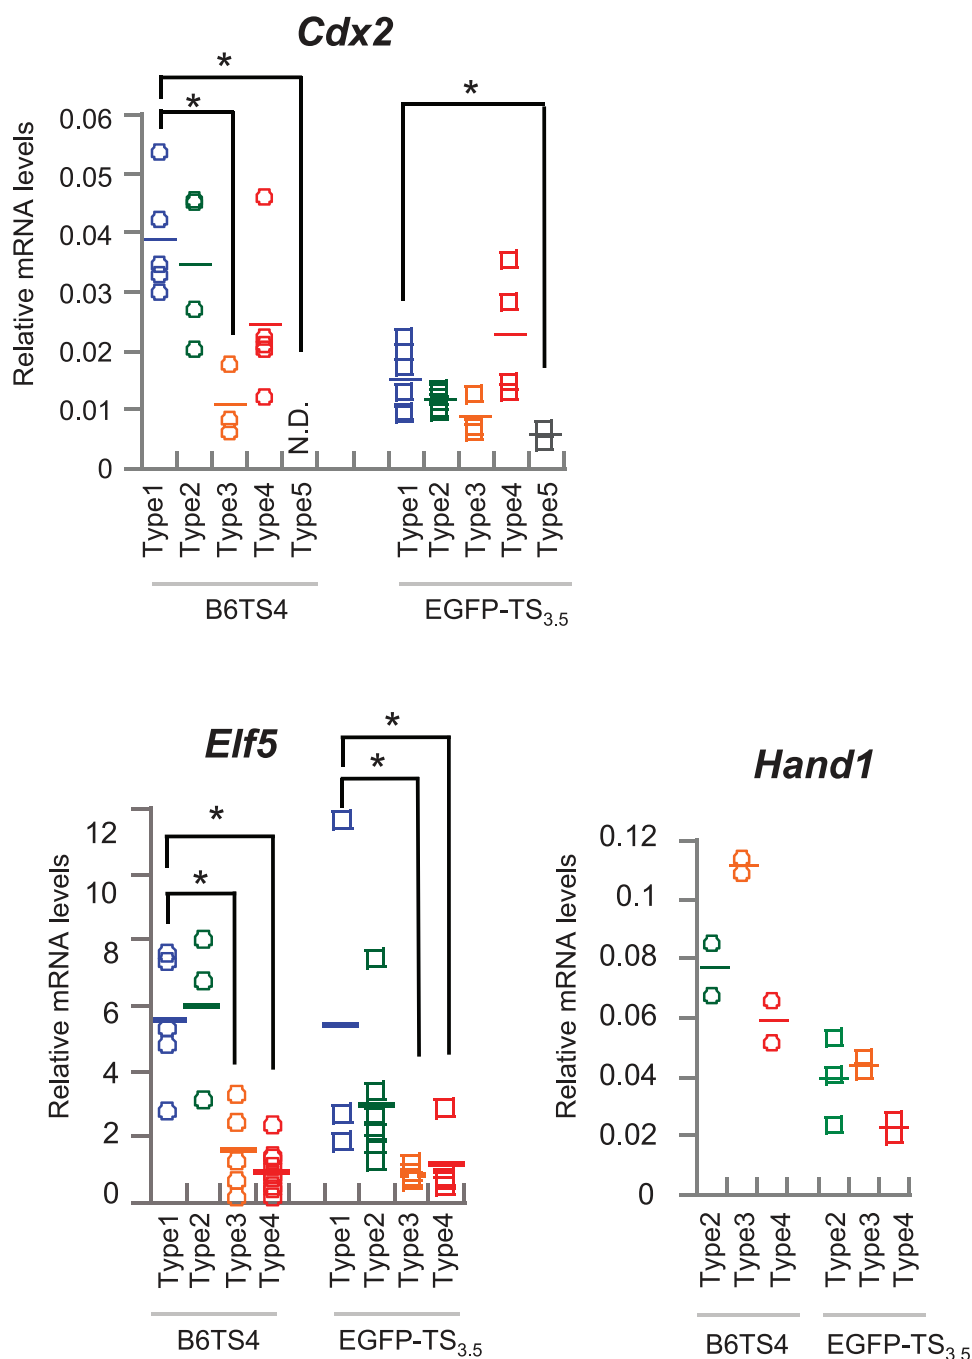 Cdx2
Relative mRNA levels
0.06
0.05
0.04
0.03
0.02
0.01
0
*
*
*
N.D.
Type1
Type2
Type3
Type4
Type5
Type1
Type2
Type3
Type4
Type5
B6TS4
EGFP-TS3.5
Elf5
Relative mRNA levels
12
10
8
6
4
2
0
*
*
*
*
Type1
Type2
Type3
Type4
Type1
Type2
Type3
Type4
B6TS4
EGFP-TS3.5
Hand1
Relative mRNA levels
0.12
0.1
0.08
0.06
0.04
0.02
0
Type2
Type3
Type4
Type2
Type3
Type4
B6TS4
EGFP-TS3.5